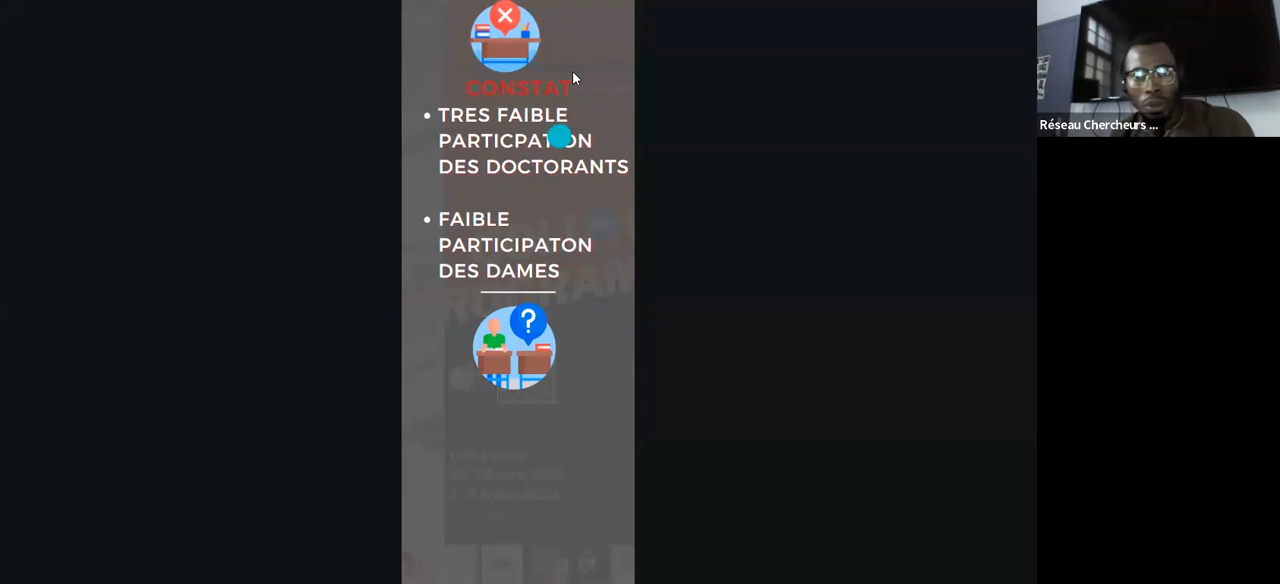 CONSTAT
• TRES FAIBLE
PARTICPATION
DES DOCTORANTS
• FAIBLE
PARTICIPATON
DES DAMES
?
Réseau Chercheurs ...